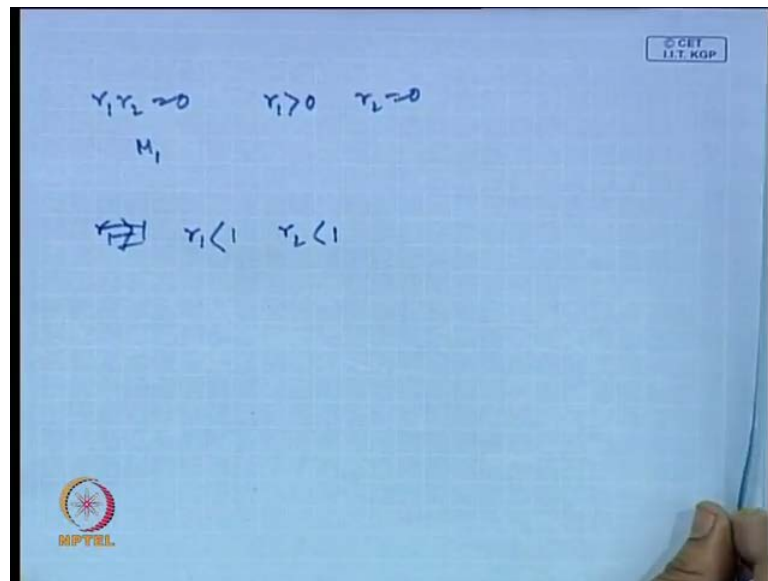 © CET
I.I.T. KGP
r₁r₂ = 0 r₁ > 0 r₂ = 0
M₁
r₁ < 1 r₂ < 1
NPTEL